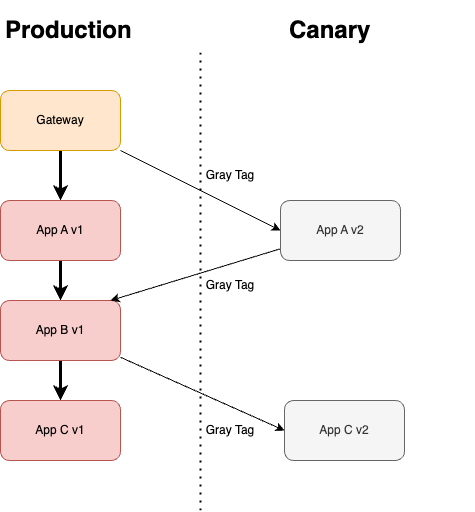 Production
Canary
Gateway
Gray Tag
App A v1
App A v2
Gray Tag
App B v1
Gray Tag
App C v1
App C v2